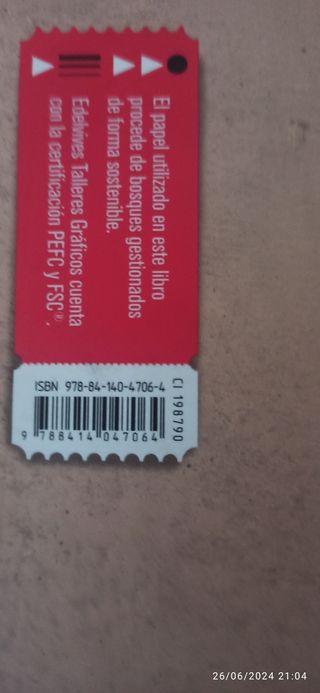 El papel utilizado en este libro
procede de bosques gestionados
de forma sostenible.
Edelvives Talleres Gráficos cuenta
con la certificación PEFC y FSC®.
ISBN 978-84-140-4706-4
9 788414 047064
CI 198790
26/06/2024 21:04